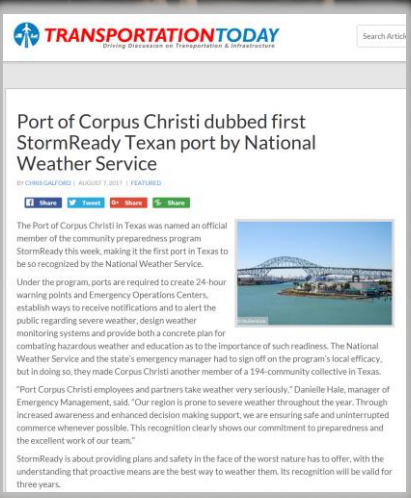 TRANSPORTATIONTODAY
Driving Discussion on Transportation & Infrastructure
Search Article
Port of Corpus Christi dubbed first
StormReady Texan port by National
Weather Service
BY CHRIS GALFORD | AUGUST 7, 2017 | FEATURED
Share Tweet Share Share
The Port of Corpus Christi in Texas was named an official
member of the community preparedness program
StormReady this week, making it the first port in Texas to
be so recognized by the National Weather Service.
Under the program, ports are required to create 24-hour
warning points and Emergency Operations Centers,
establish ways to receive notifications and to alert the
public regarding severe weather, design weather
monitoring systems and provide both a concrete plan for
combating hazardous weather and education as to the importance of such readiness. The National
Weather Service and the state's emergency manager had to sign off on the program's local efficacy,
but in doing so, they made Corpus Christi another member of a 194-community collective in Texas.
"Port Corpus Christi employees and partners take weather very seriously," Danielle Hale, manager of
Emergency Management, said. "Our region is prone to severe weather throughout the year. Through
increased awareness and enhanced decision making support, we are ensuring safe and uninterrupted
commerce whenever possible. This recognition clearly shows our commitment to preparedness and
the excellent work of our team."
StormReady is about providing plans and safety in the face of the worst nature has to offer, with the
understanding that proactive means are the best way to weather them. Its recognition will be valid for
three years.